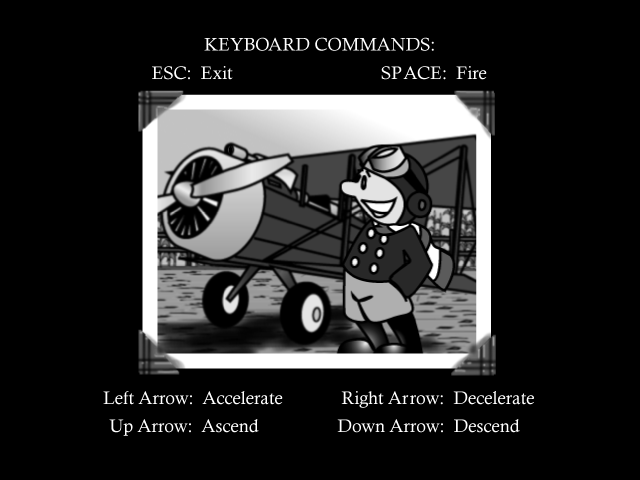 KEYBOARD COMMANDS:
ESC: Exit SPACE: Fire
Left Arrow: Accelerate Right Arrow: Decelerate
Up Arrow: Ascend Down Arrow: Descend